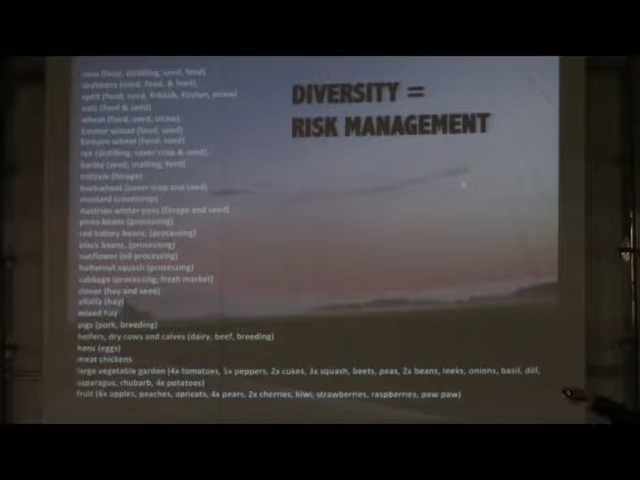 DIVERSITY =
RISK MANAGEMENT
corn (food, distilling, seed, feed)
soybeans (seed, food, & feed)
spelt (food, seed, frikkah, Kitcher, straw)
oats (food & seed)
wheat (food, seed, straw)
Emmer wheat (food, seed)
Einkorn wheat (food, seed)
rye (distilling, cover crop & seed),
barley (seed, malting, feed)
triticale (forage)
buckwheat (cover crop and seed)
mustard (covercrop)
Austrian winter peas (forage and seed)
pinto beans (processing)
red kidney beans, (processing)
black beans, (processing)
sunflower (oil processing)
butternut squash (processing)
cabbage (processing, fresh market)
clover (hay and seed)
alfalfa (hay)
mixed hay
pigs (pork, breeding)
heifers, dry cows and calves (dairy, beef, breeding)
hens (eggs)
meat chickens
large vegetable garden (4x tomatoes, 5x peppers, 2x cukes, 3x squash, beets, peas, 2x beans, leeks, onions, basil, dill,
asparagus, rhubarb, 4x potatoes)
fruit (6x apples, peaches, apricots, 4x pears, 2x cherries, kiwi, strawberries, raspberries, paw paw)